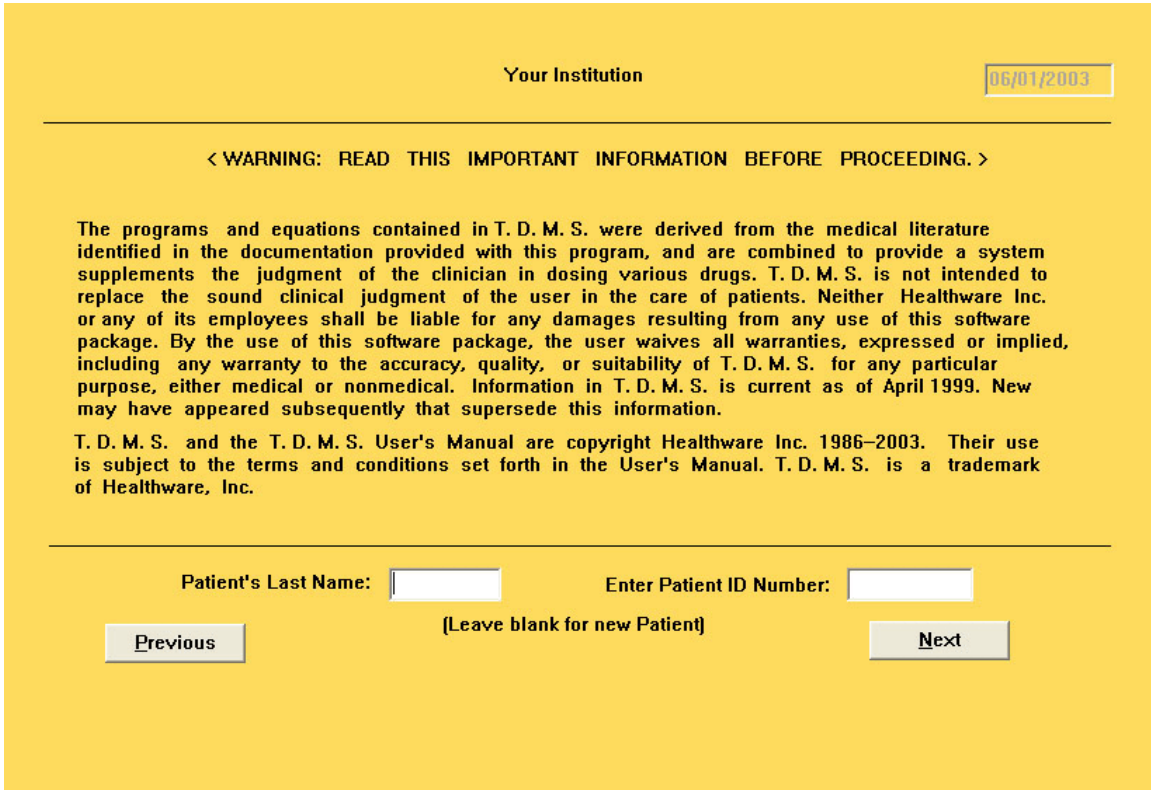 Your Institution
06/01/2003
< WARNING: READ THIS IMPORTANT INFORMATION BEFORE PROCEEDING. >
The programs and equations contained in T. D. M. S. were derived from the medical literature
identified in the documentation provided with this program, and are combined to provide a system
supplements the judgment of the clinician in dosing various drugs. T. D. M. S. is not intended to
replace the sound clinical judgment of the user in the care of patients. Neither Healthware Inc.
or any of its employees shall be liable for any damages resulting from any use of this software
package. By the use of this software package, the user waives all warranties, expressed or implied,
including any warranty to the accuracy, quality, or suitability of T. D. M. S. for any particular
purpose, either medical or nonmedical. Information in T. D. M. S. is current as of April 1999. New
may have appeared subsequently that supersede this information.
T. D. M. S. and the T. D. M. S. User's Manual are copyright Healthware Inc. 1986–2003. Their use
is subject to the terms and conditions set forth in the User's Manual. T. D. M. S. is a trademark
of Healthware, Inc.
Patient's Last Name: Enter Patient ID Number:
(Leave blank for new Patient)
Previous Next